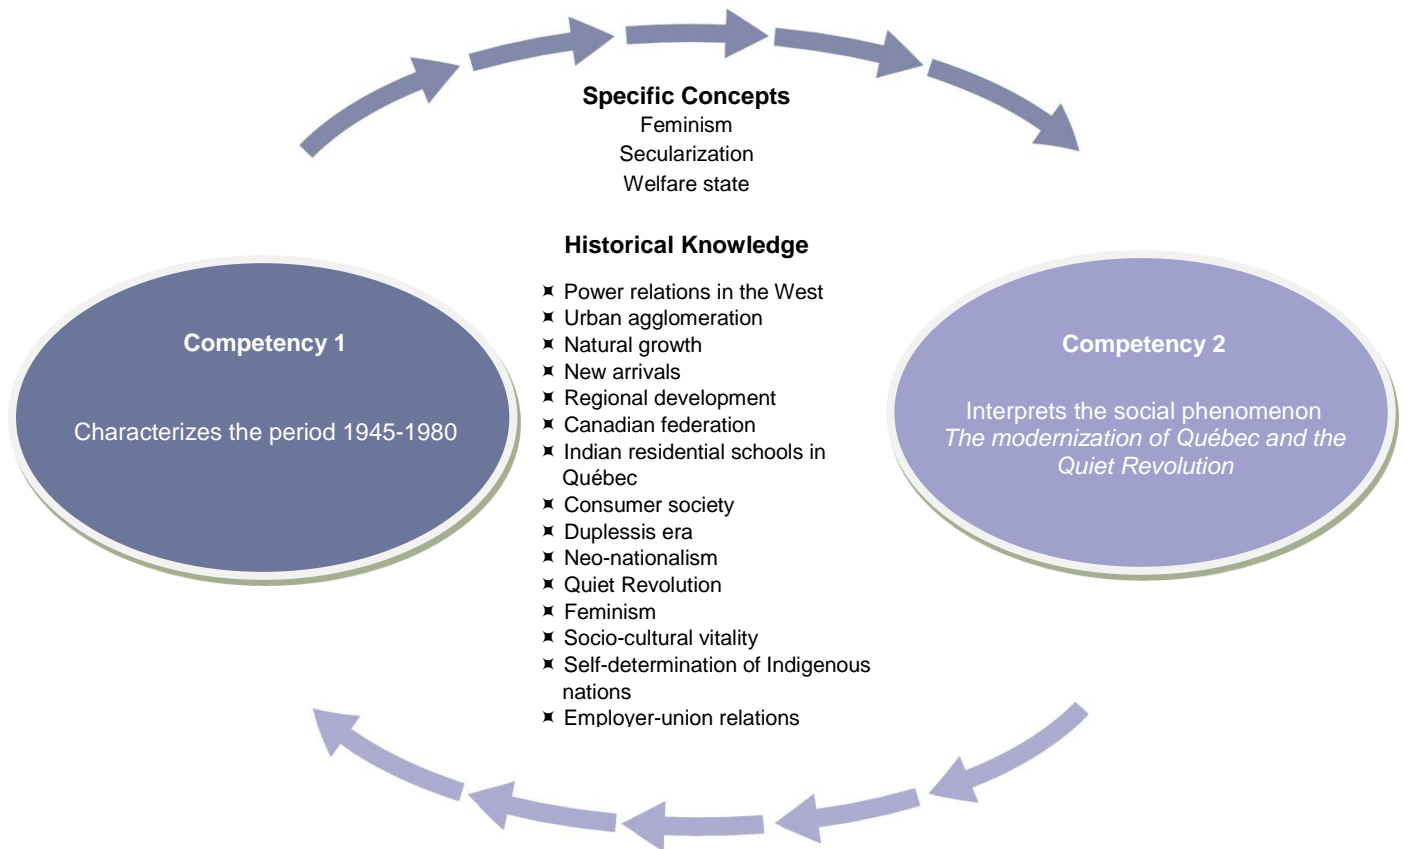 Specific Concepts
Feminism
Secularization
Welfare state
Historical Knowledge
Power relations in the West
Urban agglomeration
Natural growth
New arrivals
Regional development
Canadian federation
Indian residential schools in
Québec
Consumer society
Duplessis era
Neo-nationalism
Quiet Revolution
Feminism
Socio-cultural vitality
Self-determination of Indigenous
nations
Employer-union relations
Competency 1
Characterizes the period 1945-1980
Competency 2
Interprets the social phenomenon
The modernization of Québec and the
Quiet Revolution